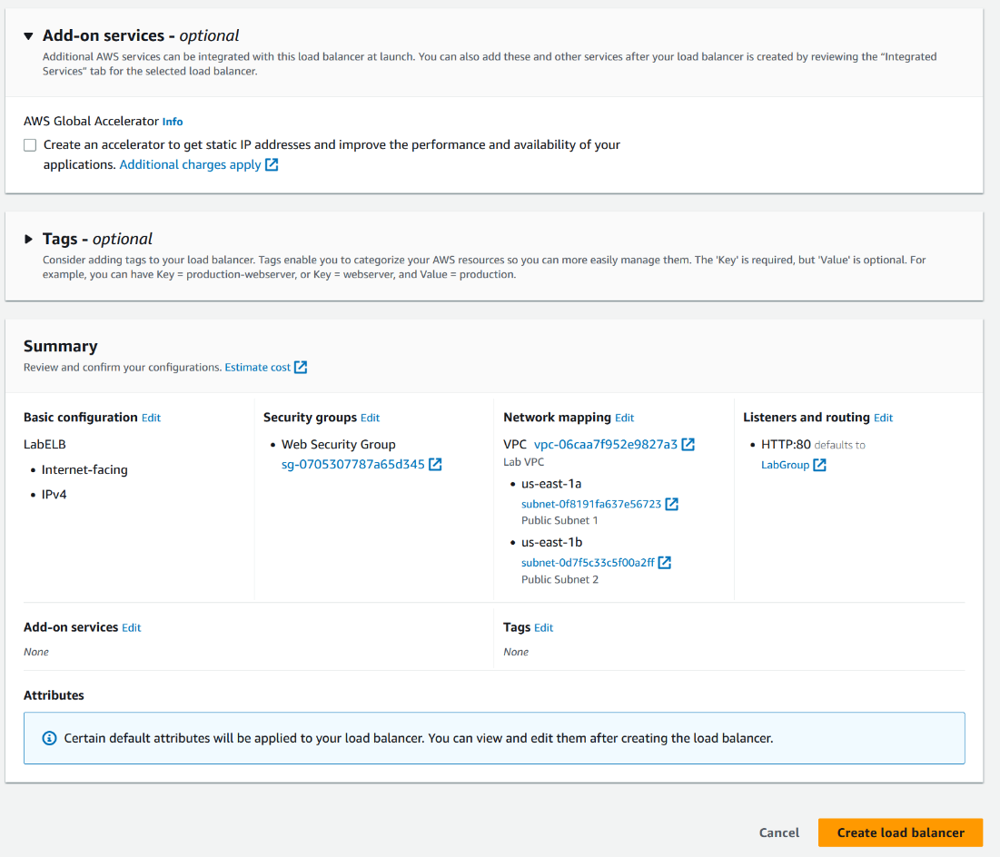 Add-on services - optional
Additional AWS services can be integrated with this load balancer at launch. You can also add these and other services after your load balancer is created by reviewing the “Integrated
Services” tab for the selected load balancer.
AWS Global Accelerator Info
Create an accelerator to get static IP addresses and improve the performance and availability of your
applications. Additional charges apply
Tags - optional
Consider adding tags to your load balancer. Tags enable you to categorize your AWS resources so you can more easily manage them. The 'Key' is required, but 'Value' is optional. For
example, you can have Key = production-webserver, or Key = webserver, and Value = production.
Summary
Review and confirm your configurations. Estimate cost
Basic configuration Edit
LabELB
• Internet-facing
• IPv4
Security groups Edit
• Web Security Group
sg-0705307787a65d345
Network mapping Edit
VPC vpc-06caa7f952e9827a3
Lab VPC
• us-east-1a
subnet-0f8191fa637e56723
Public Subnet 1
• us-east-1b
subnet-0d7f5c33c5f00a2ff
Public Subnet 2
Listeners and routing Edit
• HTTP:80 defaults to
LabGroup
Add-on services Edit
None
Tags Edit
None
Attributes
Certain default attributes will be applied to your load balancer. You can view and edit them after creating the load balancer.
Cancel
Create load balancer